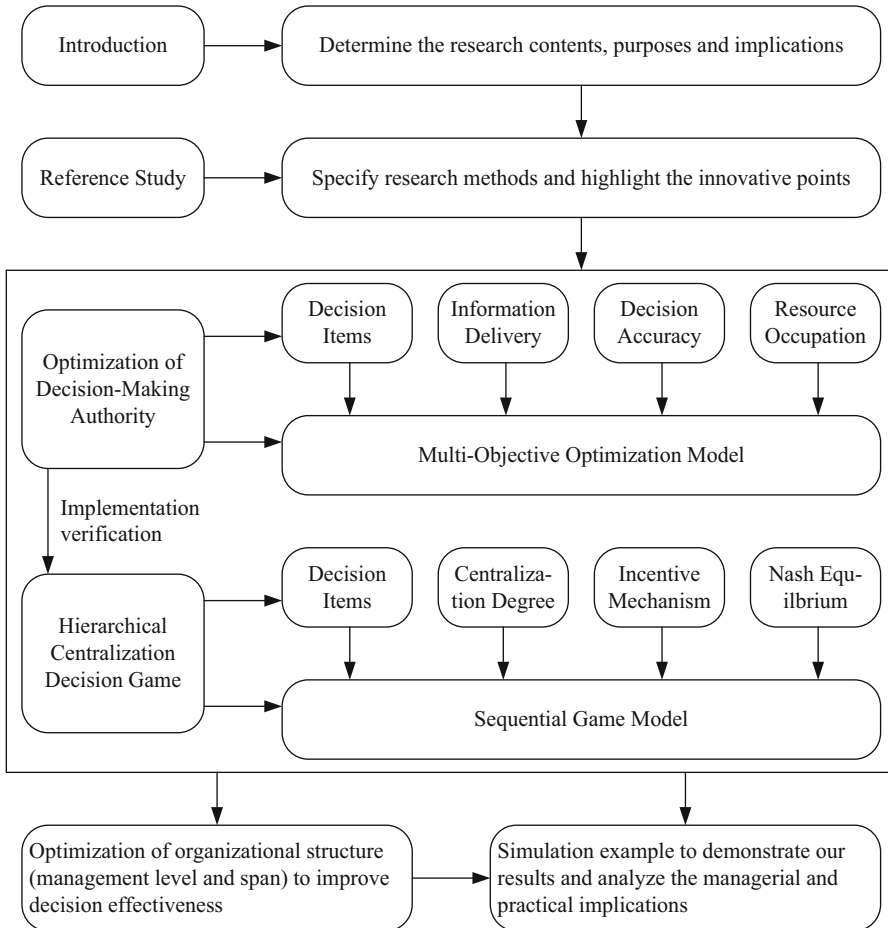 Introduction
Determine the research contents, purposes and implications
Reference Study
Specify research methods and highlight the innovative points
Optimization of
Decision-Making
Authority
Decision
Items
Information
Delivery
Decision
Accuracy
Resource
Occupation
Multi-Objective Optimization Model
Implementation
verification
Hierarchical
Centralization
Decision Game
Decision
Items
Centraliza-
tion Degree
Incentive
Mechanism
Nash Equ-
ilbrium
Sequential Game Model
Optimization of organizational structure
(management level and span) to improve
decision effectiveness
Simulation example to demonstrate our
results and analyze the managerial and
practical implications